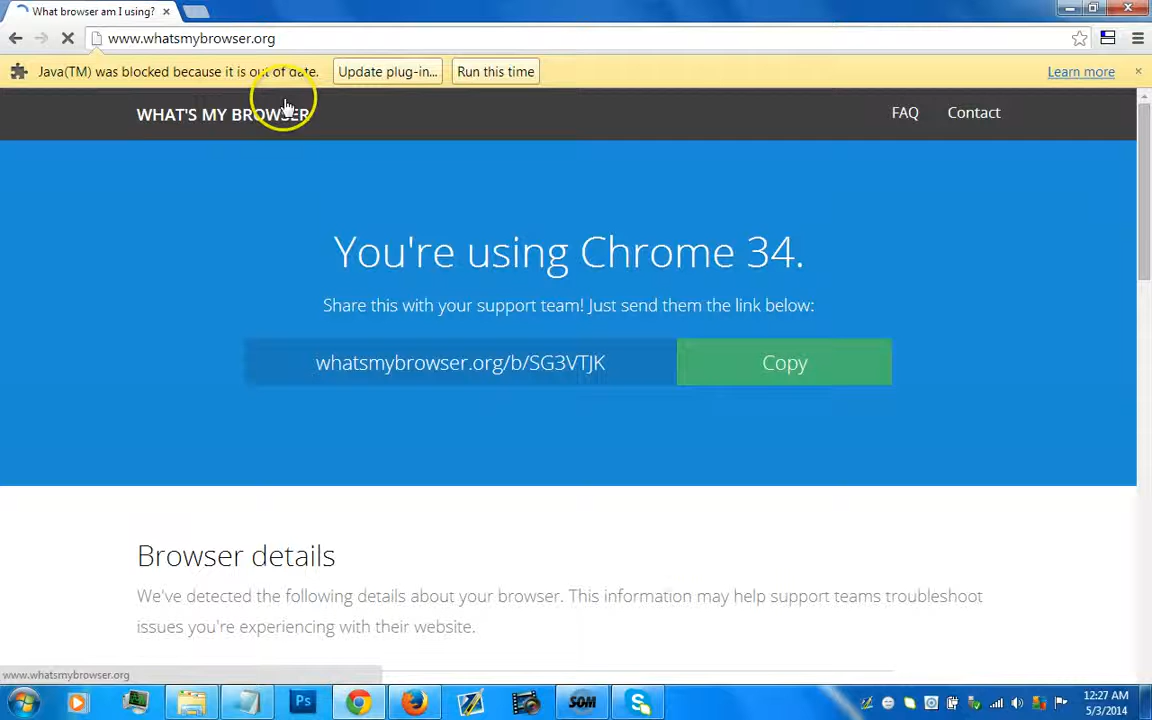 What browser am I using?
www.whatsmybrowser.org
Java(TM) was blocked because it is out of date. Update plug-in... Run this time Learn more
WHAT'S MY BROWSER FAQ Contact
You're using Chrome 34.
Share this with your support team! Just send them the link below:
whatsmybrowser.org/b/SG3VTJK Copy
Browser details
We've detected the following details about your browser. This information may help support teams troubleshoot
issues you're experiencing with their website.
www.whatsmybrowser.org
Ps SOM 12:27 AM
5/3/2014